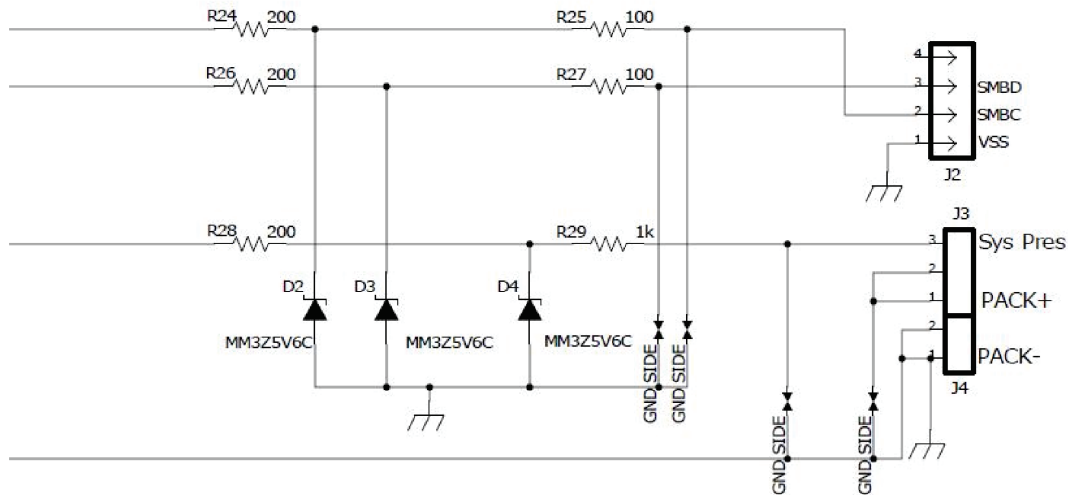 R24 200 R25 100
R26 200 R27 100
4
3 SMBD
2 SMBC
1 VSS
J2
J3
R28 200 R29 1k 3 Sys Pres
2
1 PACK+
2
1 PACK-
J4
D2 D3 D4
MM3Z5V6C MM3Z5V6C MM3Z5V6C
GND SIDE
GND SIDE
GND SIDE
GND SIDE